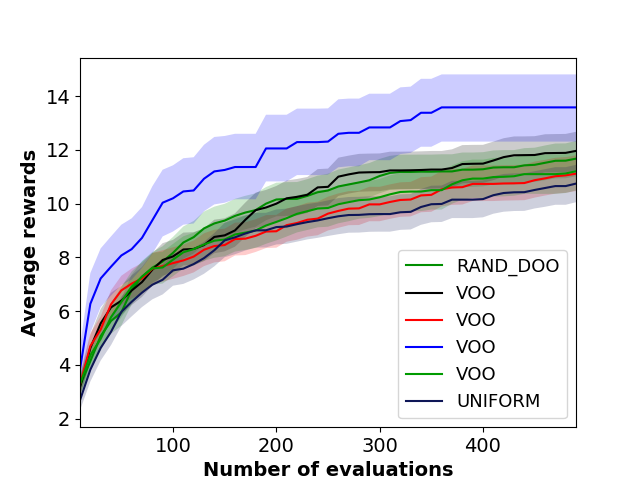 14
12
10
8
6
4
2
Average rewards
100
200
300
400
Number of evaluations
RAND_DOO
VOO
VOO
VOO
VOO
UNIFORM